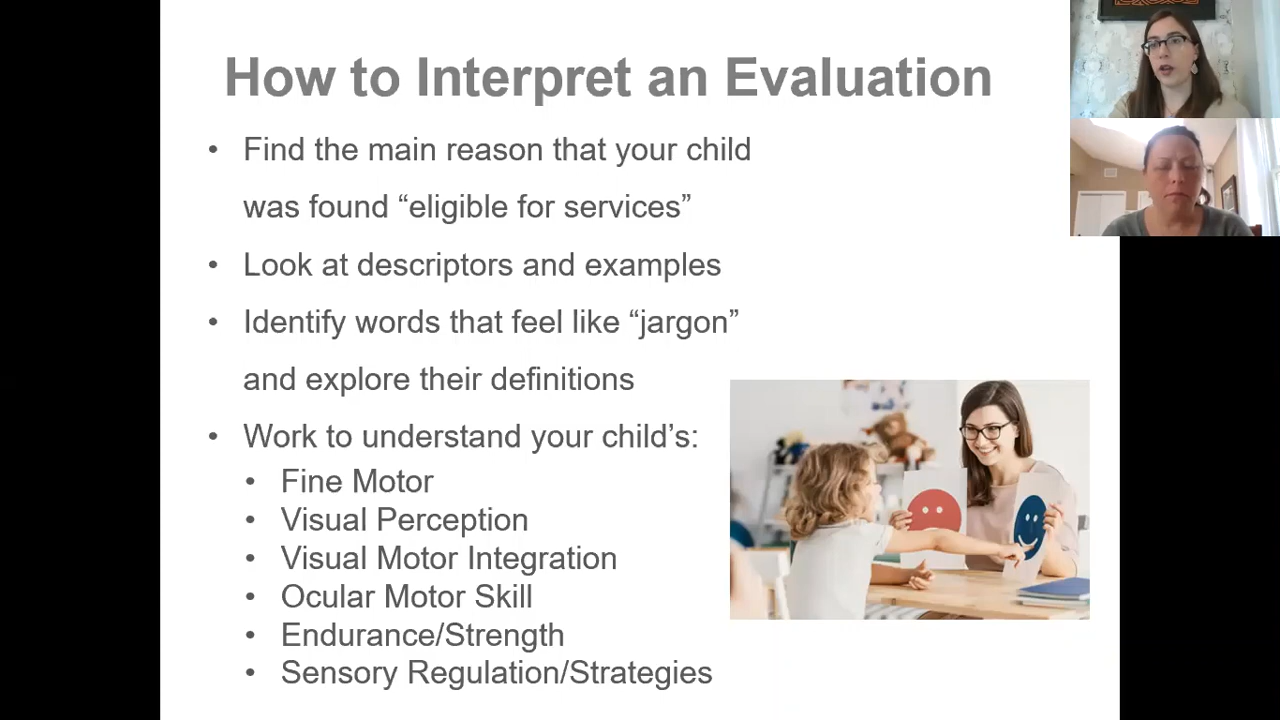 How to Interpret an Evaluation
• Find the main reason that your child
was found “eligible for services”
• Look at descriptors and examples
• Identify words that feel like “jargon”
and explore their definitions
• Work to understand your child’s:
• Fine Motor
• Visual Perception
• Visual Motor Integration
• Ocular Motor Skill
• Endurance/Strength
• Sensory Regulation/Strategies